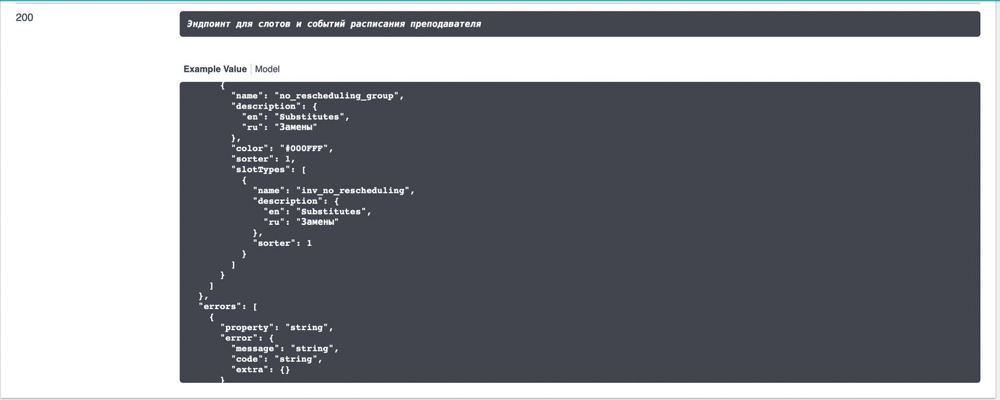 200
Эндпоинт для слотов и событий расписания преподавателя
Example Value | Model
{
"name": "no_rescheduling_group",
"description": {
"en": "Substitutes",
"ru": "Замены"
},
"color": "#000FFF",
"sorter": 1,
"slotTypes": [
{
"name": "inv_no_rescheduling",
"description": {
"en": "Substitutes",
"ru": "Замены"
},
"sorter": 1
}
]
}
]
},
"errors": [
{
"property": "string",
"error": {
"message": "string",
"code": "string",
"extra": {}
}